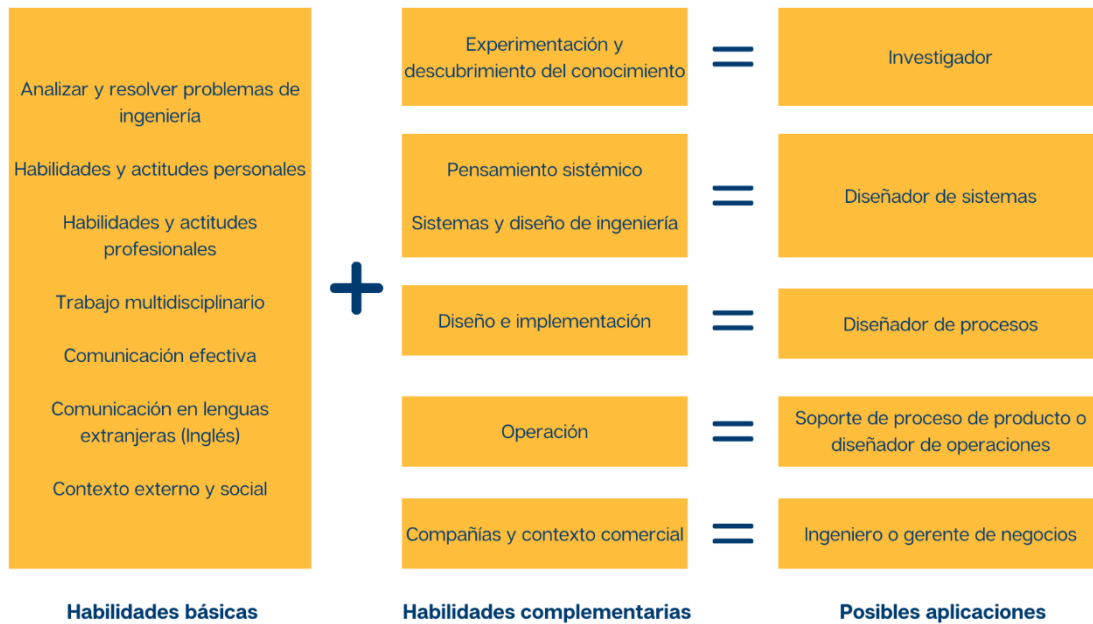 Analizar y resolver problemas de
ingeniería
Habilidades y actitudes personales
Habilidades y actitudes
profesionales
Trabajo multidisciplinario
Comunicación efectiva
Comunicación en lenguas
extranjeras (Inglés)
Contexto externo y social
+
Experimentación y
descubrimiento del conocimiento
=
Investigador
Pensamiento sistémico
Sistemas y diseño de ingeniería
=
Diseñador de sistemas
Diseño e implementación
=
Diseñador de procesos
Operación
=
Soporte de proceso de producto o
diseñador de operaciones
Compañías y contexto comercial
=
Ingeniero o gerente de negocios
Habilidades básicas
Habilidades complementarias
Posibles aplicaciones